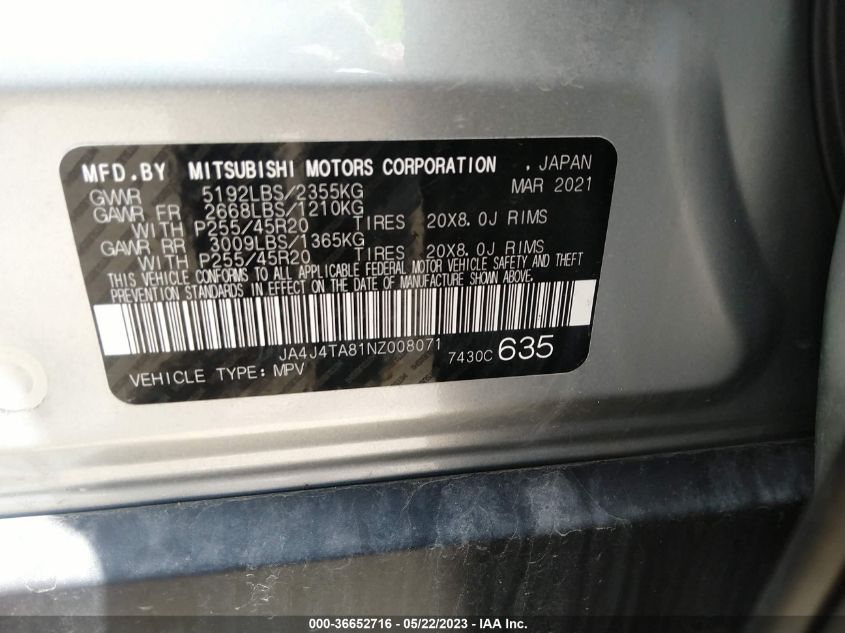 MFD.BY MITSUBISHI MOTORS CORPORATION , JAPAN
GVWR 5192LBS/2355KG MAR 2021
GAWR FR 2668LBS/1210KG
WITH P255/45R20 TIRES 20X8.0J RIMS
GAWR RR 3009LBS/1365KG
WITH P255/45R20 TIRES 20X8.0J RIMS
THIS VEHICLE CONFORMS TO ALL APPLICABLE FEDERAL MOTOR VEHICLE SAFETY AND THEFT
PREVENTION STANDARDS IN EFFECT ON THE DATE OF MANUFACTURE SHOWN ABOVE.
JA4J4TA81NZ008071 7430C 635
VEHICLE TYPE: MPV
000-36652716 - 05/22/2023 - IAA Inc.